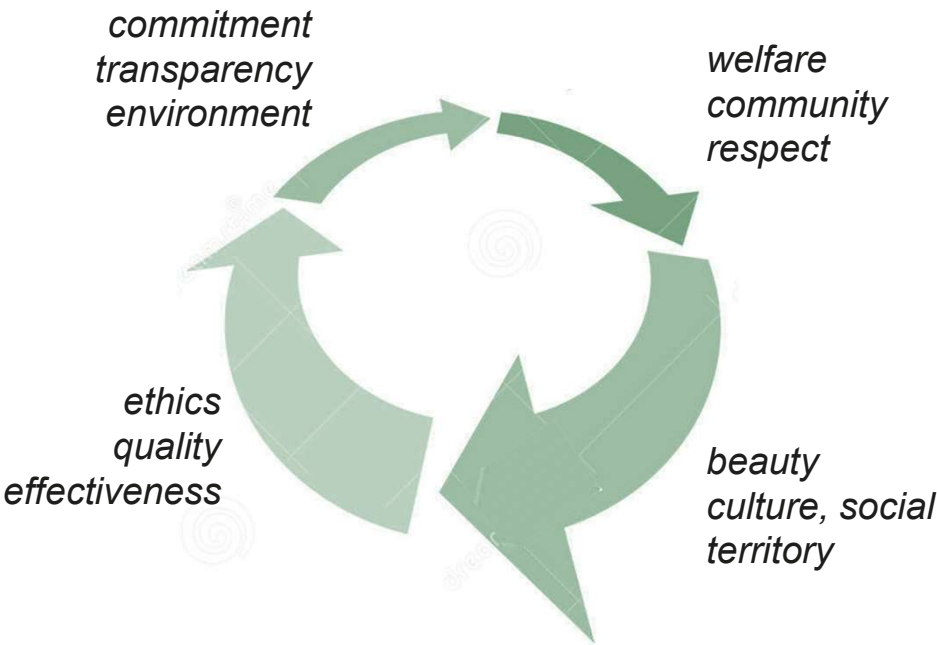 commitment
transparency
environment
welfare
community
respect
beauty
culture, social
territory
ethics
quality
effectiveness